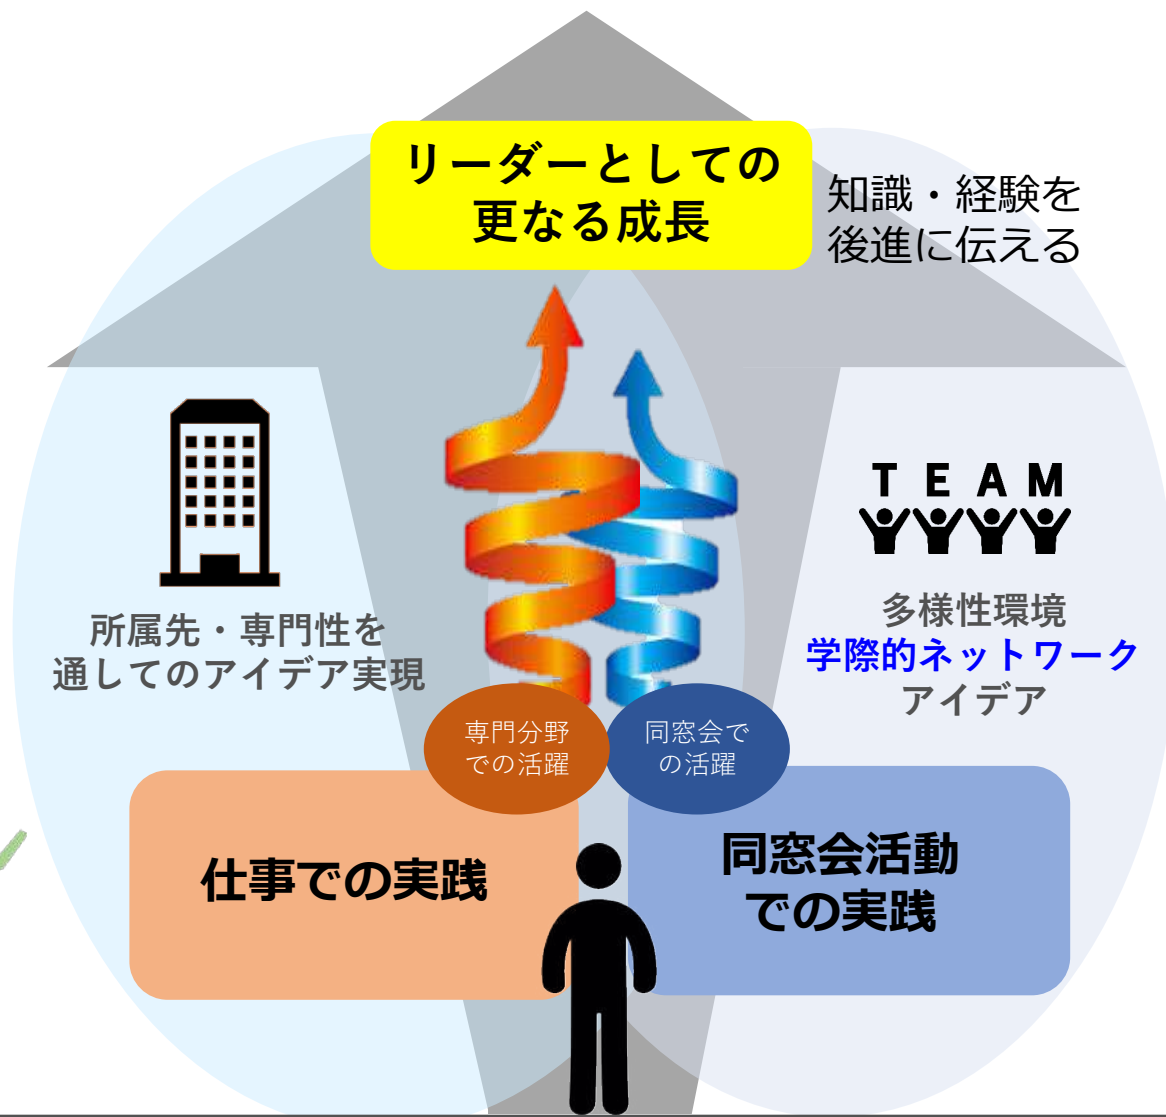 リーダーとしての
更なる成長
知識・経験を
後進に伝える
TEAM
所属先・専門性を
通してのアイデア実現
多様性環境
学際的ネットワーク
アイデア
専門分野
での活躍
同窓会で
の活躍
仕事での実践
同窓会活動
での実践